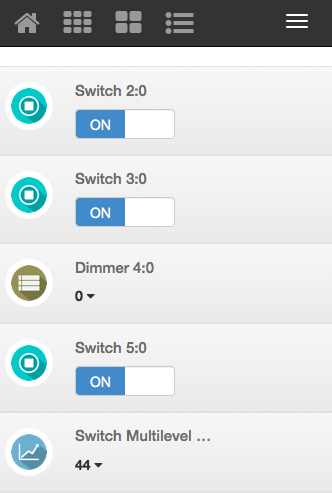 Switch 2:0
ON
Switch 3:0
ON
Dimmer 4:0
0
Switch 5:0
ON
Switch Multilevel ...
44